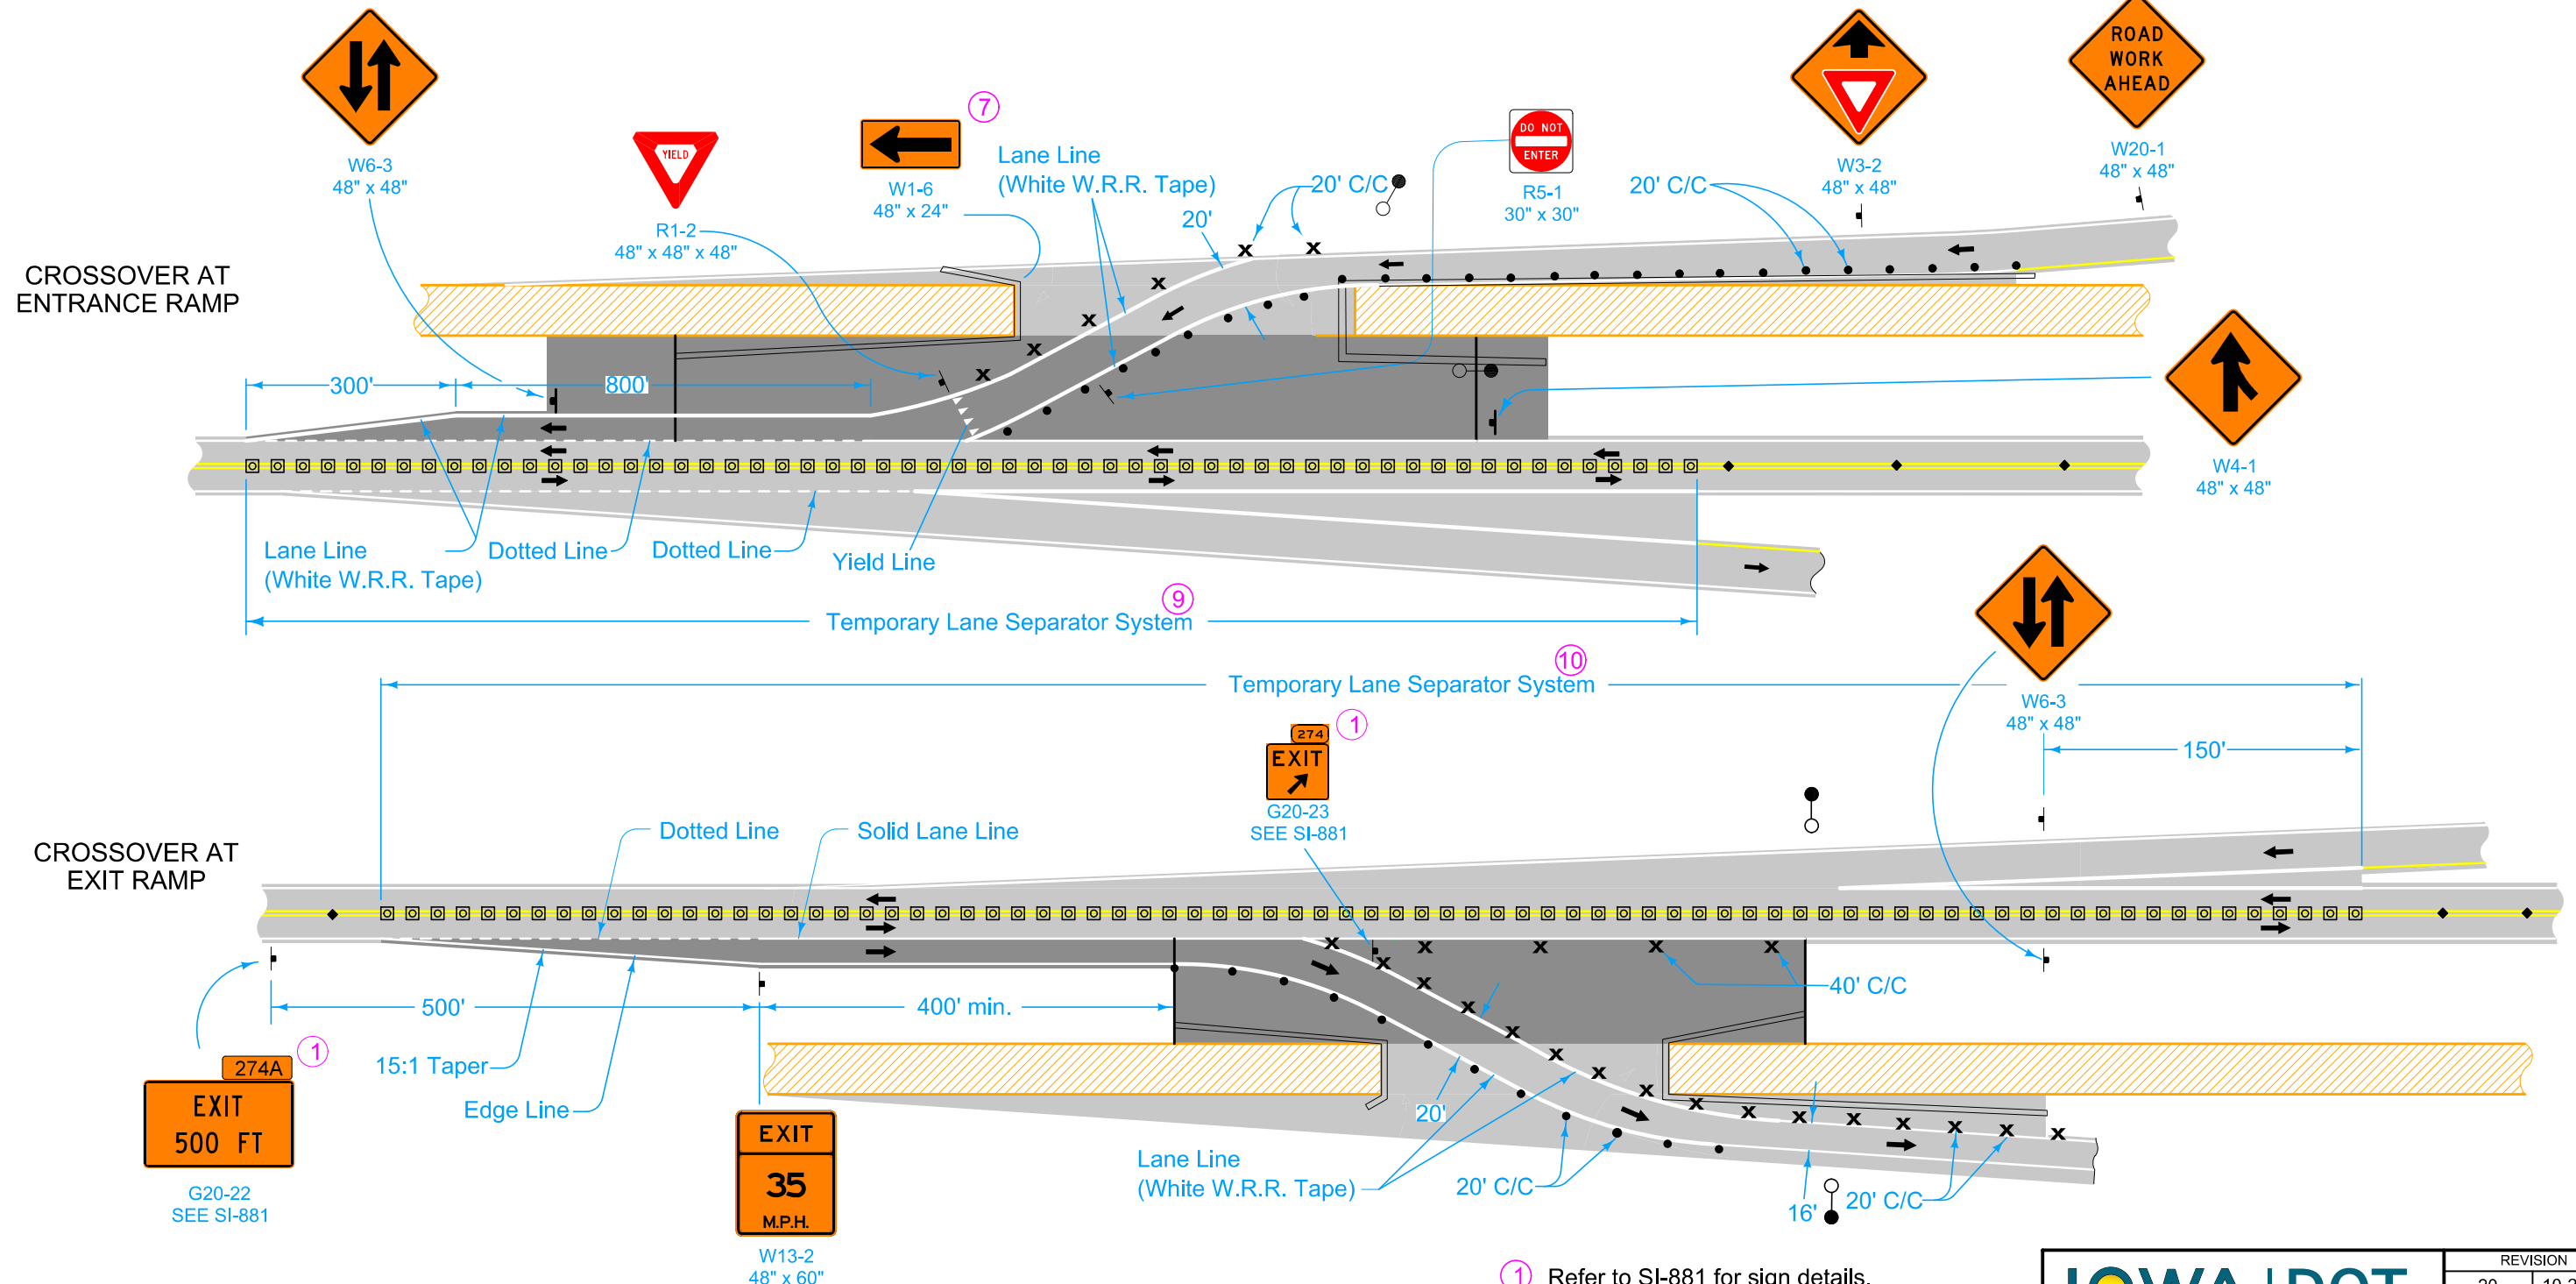 ROAD
WORK
AHEAD
W20-1
48" x 48"
W6-3
48" x 48"
YIELD
R1-2
48" x 48" x 48"
7
W1-6
48" x 24"
Lane Line
(White W.R.R. Tape)
20'
20' C/C
DO NOT
ENTER
R5-1
30" x 30"
20' C/C
W3-2
48" x 48"
CROSSOVER AT
ENTRANCE RAMP
300'
800'
W4-1
48" x 48"
Lane Line
(White W.R.R. Tape)
Dotted Line
Dotted Line
Yield Line
9
Temporary Lane Separator System
10
Temporary Lane Separator System
W6-3
48" x 48"
150'
274
EXIT
1
G20-23
SEE SI-881
Dotted Line
Solid Lane Line
CROSSOVER AT
EXIT RAMP
40' C/C
500'
400' min.
274A
1
EXIT
500 FT
G20-22
SEE SI-881
15:1 Taper
Edge Line
EXIT
35
M.P.H.
W13-2
48" x 60"
20'
Lane Line
(White W.R.R. Tape)
20' C/C
16'
20' C/C
1 Refer to SI-881 for sign details.
IOWA DOT
REVISION